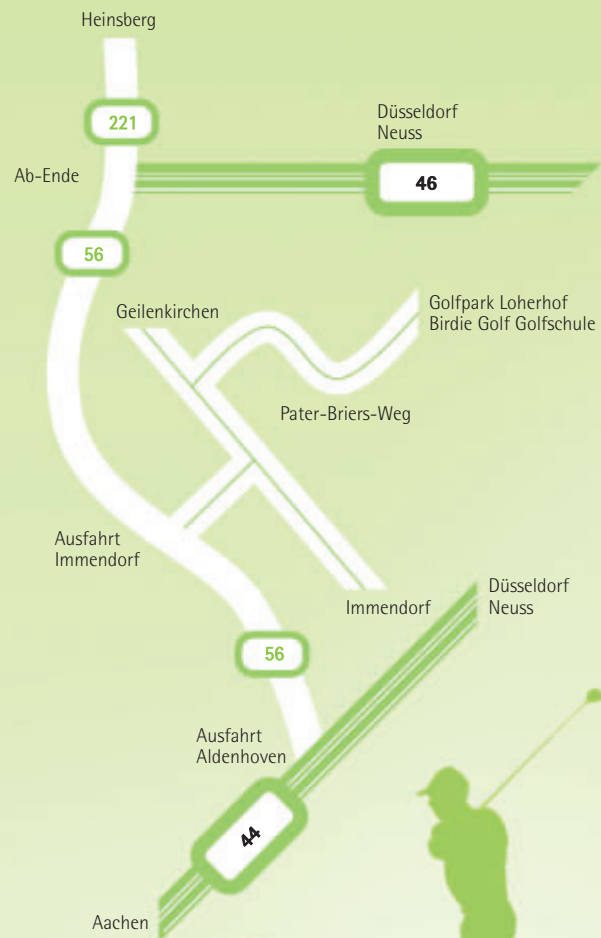 Heinsberg
221
Düsseldorf
Neuss
Ab-Ende
46
56
Geilenkirchen
Golfpark Loherhof
Birdie Golf Golfschule
Pater-Briers-Weg
Ausfahrt
Immendorf
Immendorf
Düsseldorf
Neuss
56
Ausfahrt
Aldenhoven
44
Aachen